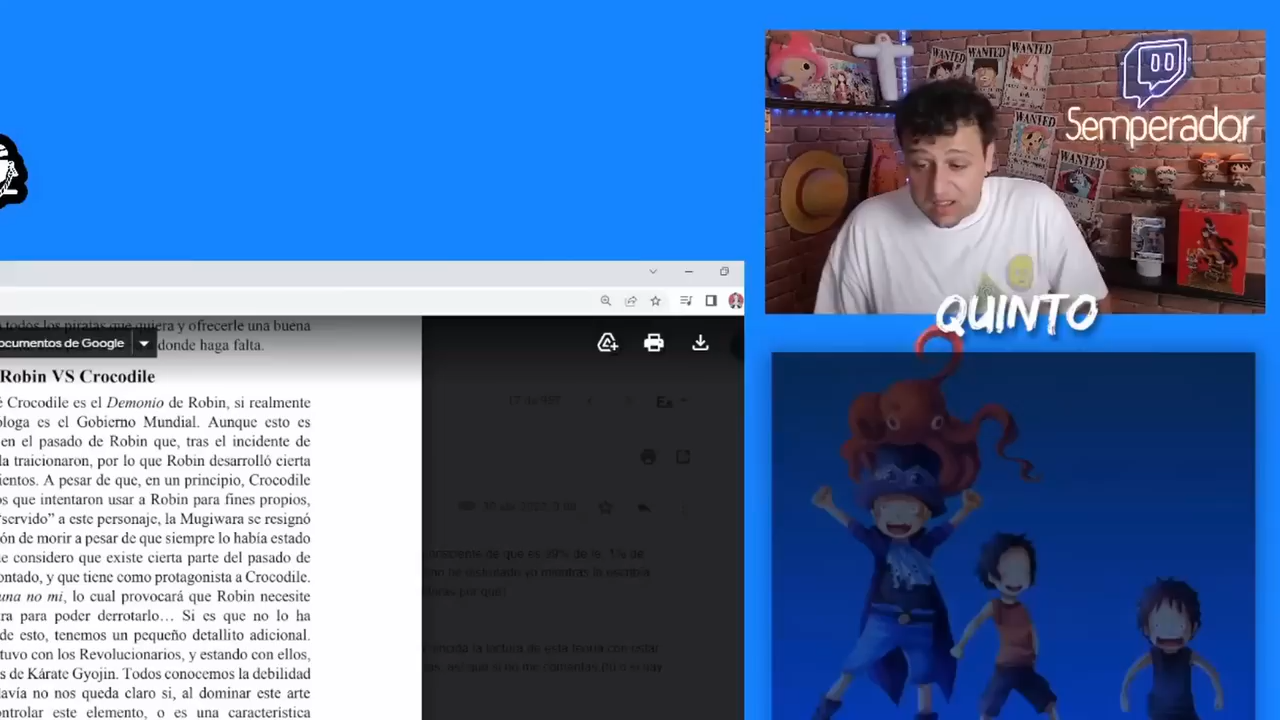 WANTED
WANTED
WANTED
WANTED
WANTED
Semperador
QUINTO
todos los piratas que quiera y ofrecerle una buena
ocumentos de Google
donde haga falta.
Robin VS Crocodile
é Crocodile es el Demonio de Robin, si realmente
ologa es el Gobierno Mundial. Aunque esto es
en el pasado de Robin que, tras el incidente de
la traicionaron, por lo que Robin desarrolló cierta
ientos. A pesar de que, en un principio, Crocodile
os que intentaron usar a Robin para fines propios,
“servido” a este personaje, la Mugiwara se resignó
ón de morir a pesar de que siempre lo había estado
ue considero que existe cierta parte del pasado de
ontado, y que tiene como protagonista a Crocodile.
una no mi, lo cual provocará que Robin necesite
ra para poder derrotarlo… Si es que no lo ha
de esto, tenemos un pequeño detallito adicional.
tuvo con los Revolucionarios, y estando con ellos,
s de Kárate Gyojin. Todos conocemos la debilidad
avía no nos queda claro si, al dominar este arte
ntrolar este elemento, o es una característica